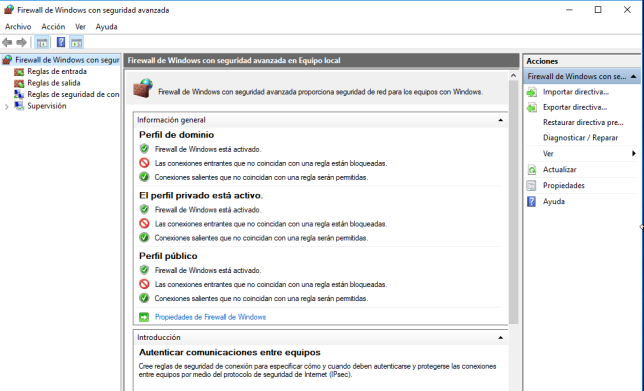 Firewall de Windows con seguridad avanzada
Archivo Acción Ver Ayuda
Firewall de Windows con segur
Reglas de entrada
Reglas de salida
Reglas de seguridad de con
Supervisión
Firewall de Windows con seguridad avanzada en Equipo local
Firewall de Windows con seguridad avanzada proporciona seguridad de red para los equipos con Windows.
Información general
Perfil de dominio
Firewall de Windows está activado.
Las conexiones entrantes que no coincidan con una regla están bloqueadas.
Conexiones salientes que no coincidan con una regla serán permitidas.
El perfil privado está activo.
Firewall de Windows está activado.
Las conexiones entrantes que no coincidan con una regla están bloqueadas.
Conexiones salientes que no coincidan con una regla serán permitidas.
Perfil público
Firewall de Windows está activado.
Las conexiones entrantes que no coincidan con una regla están bloqueadas.
Conexiones salientes que no coincidan con una regla serán permitidas.
Propiedades de Firewall de Windows
Introducción
Autenticar comunicaciones entre equipos
Cree reglas de seguridad de conexión para especificar cómo y cuándo deben autenticarse y protegerse las conexiones
entre equipos por medio del protocolo de seguridad de Internet (IPsec).
Acciones
Firewall de Windows con se...
Importar directiva...
Exportar directiva...
Restaurar directiva pre...
Diagnosticar / Reparar
Ver
Actualizar
Propiedades
Ayuda